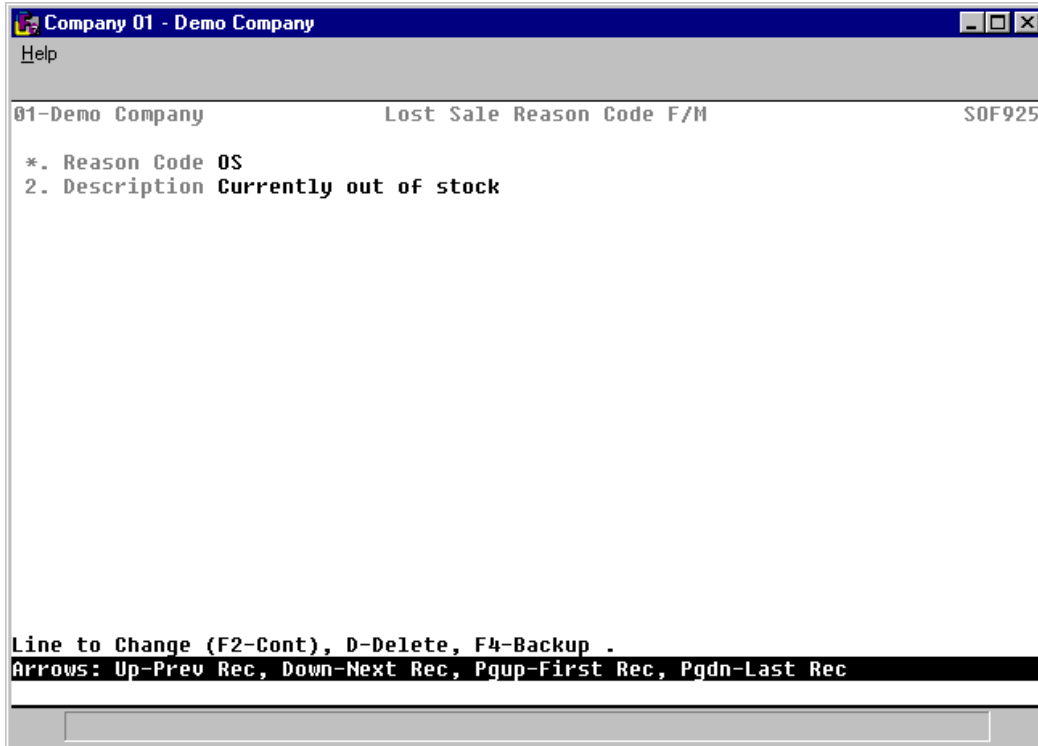 Company 01 - Demo Company
Help
01-Demo Company Lost Sale Reason Code F/M SOF925
*. Reason Code OS
2. Description Currently out of stock
Line to Change (F2-Cont), D-Delete, F4-Backup .
Arrows: Up-Prev Rec, Down-Next Rec, Pgup-First Rec, Pgdn-Last Rec